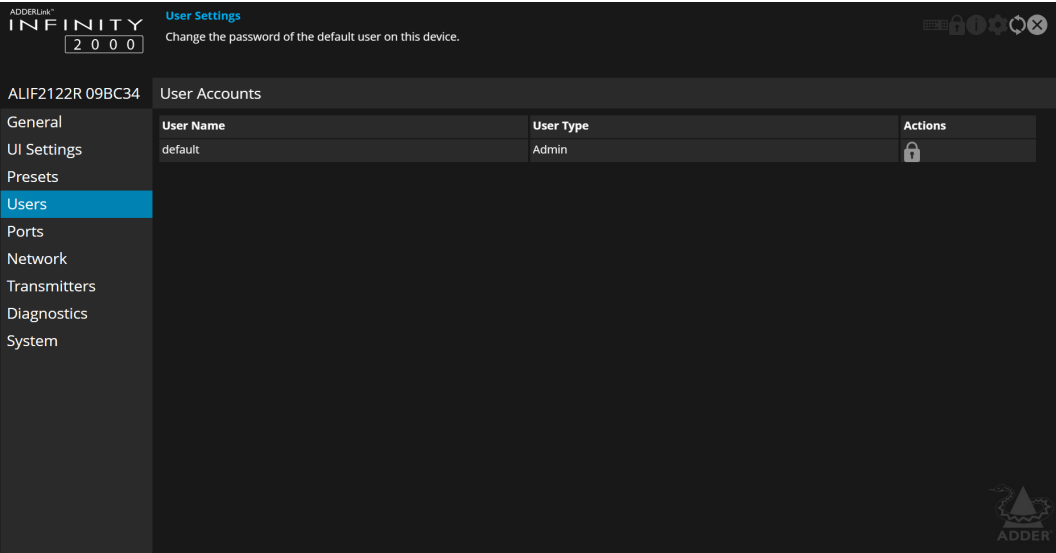 ADDERLink™
INFINITY
2000
User Settings
Change the password of the default user on this device.
ALIF2122R 09BC34
User Accounts
General
UI Settings
Presets
Users
Ports
Network
Transmitters
Diagnostics
System
User Name User Type Actions
default Admin
ADDER